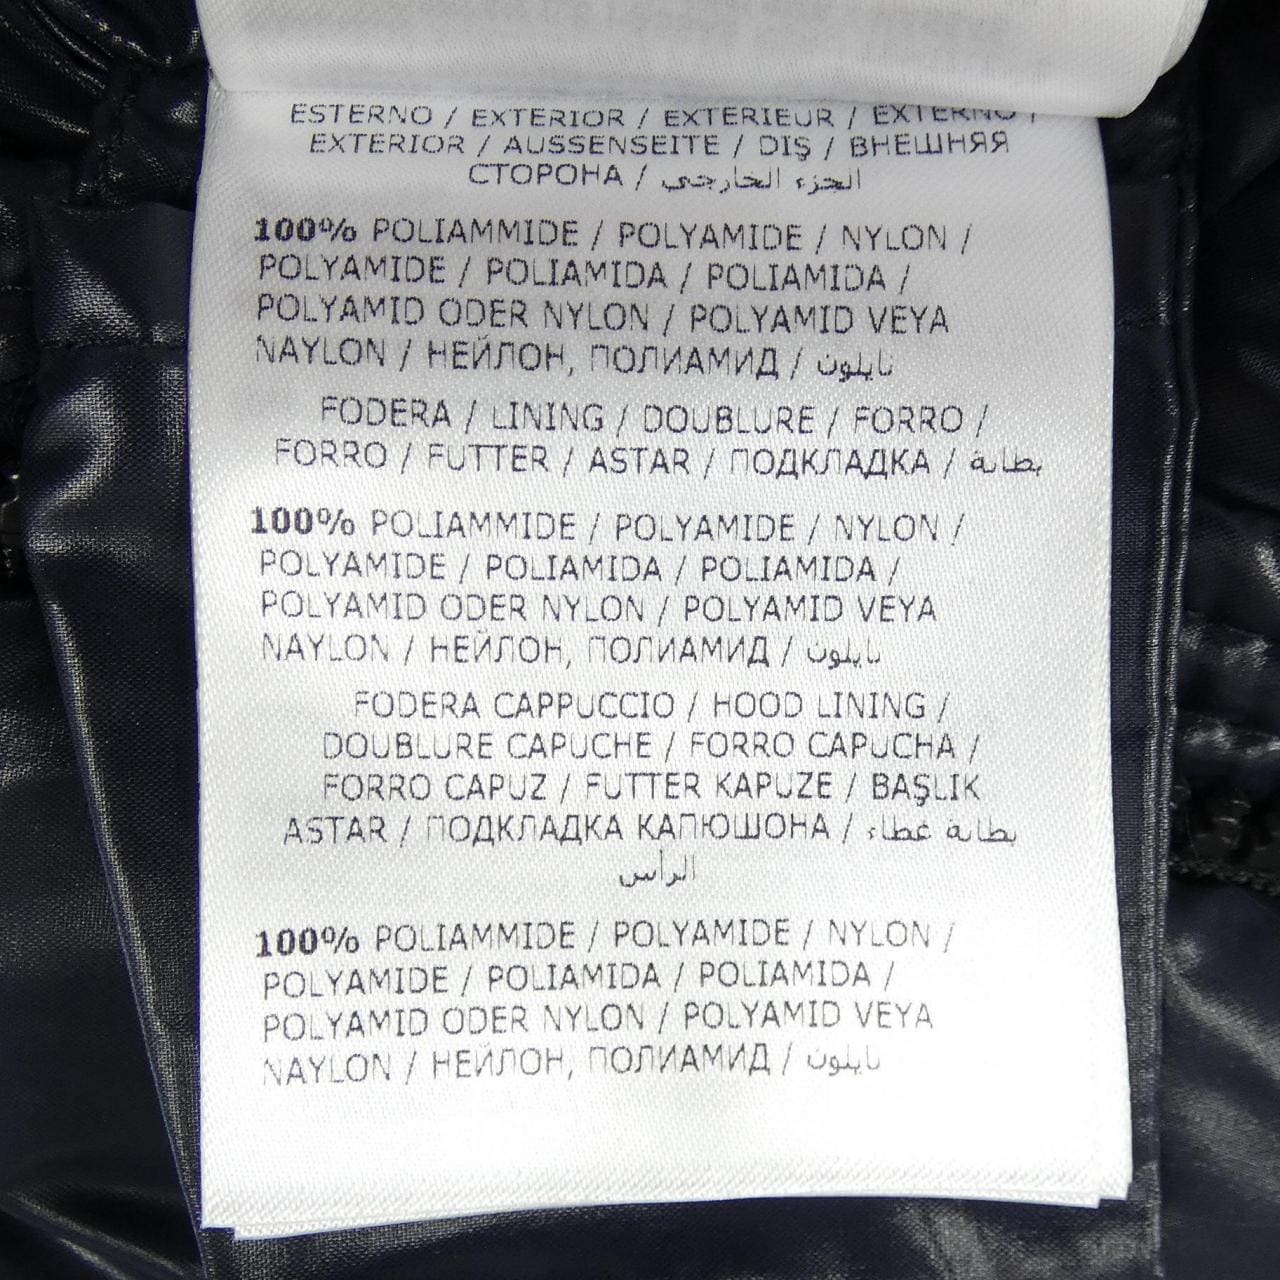 ESTERNO / EXTERIOR / EXTERIEUR / EXTERNO /
EXTERIOR / AUSSENSEITE / DIŞ / ВНЕШНЯЯ
СТОРОНА / الجزء الخارجي
100% POLIAMMIDE / POLYAMIDE / NYLON /
POLYAMIDE / POLIAMIDA / POLIAMIDA /
POLYAMID ODER NYLON / POLYAMID VEYA
NAYLON / НЕЙЛОН, ПОЛИАМИД / نايلون
FODERA / LINING / DOUBLURE / FORRO /
FORRO / FUTTER / ASTAR / ПОДКЛАДКА / بطانة
100% POLIAMMIDE / POLYAMIDE / NYLON /
POLYAMIDE / POLIAMIDA / POLIAMIDA /
POLYAMID ODER NYLON / POLYAMID VEYA
NAYLON / НЕЙЛОН, ПОЛИАМИД / نايلون
FODERA CAPPUCCIO / HOOD LINING /
DOUBLURE CAPUCHE / FORRO CAPUCHA /
FORRO CAPUZ / FUTTER KAPUZE / BAŞLIK
ASTAR / ПОДКЛАДКА КАПЮШОНА / بطانة غطاء
الرأس
100% POLIAMMIDE / POLYAMIDE / NYLON /
POLYAMIDE / POLIAMIDA / POLIAMIDA /
POLYAMID ODER NYLON / POLYAMID VEYA
NAYLON / НЕЙЛОН, ПОЛИАМИД / نايلون